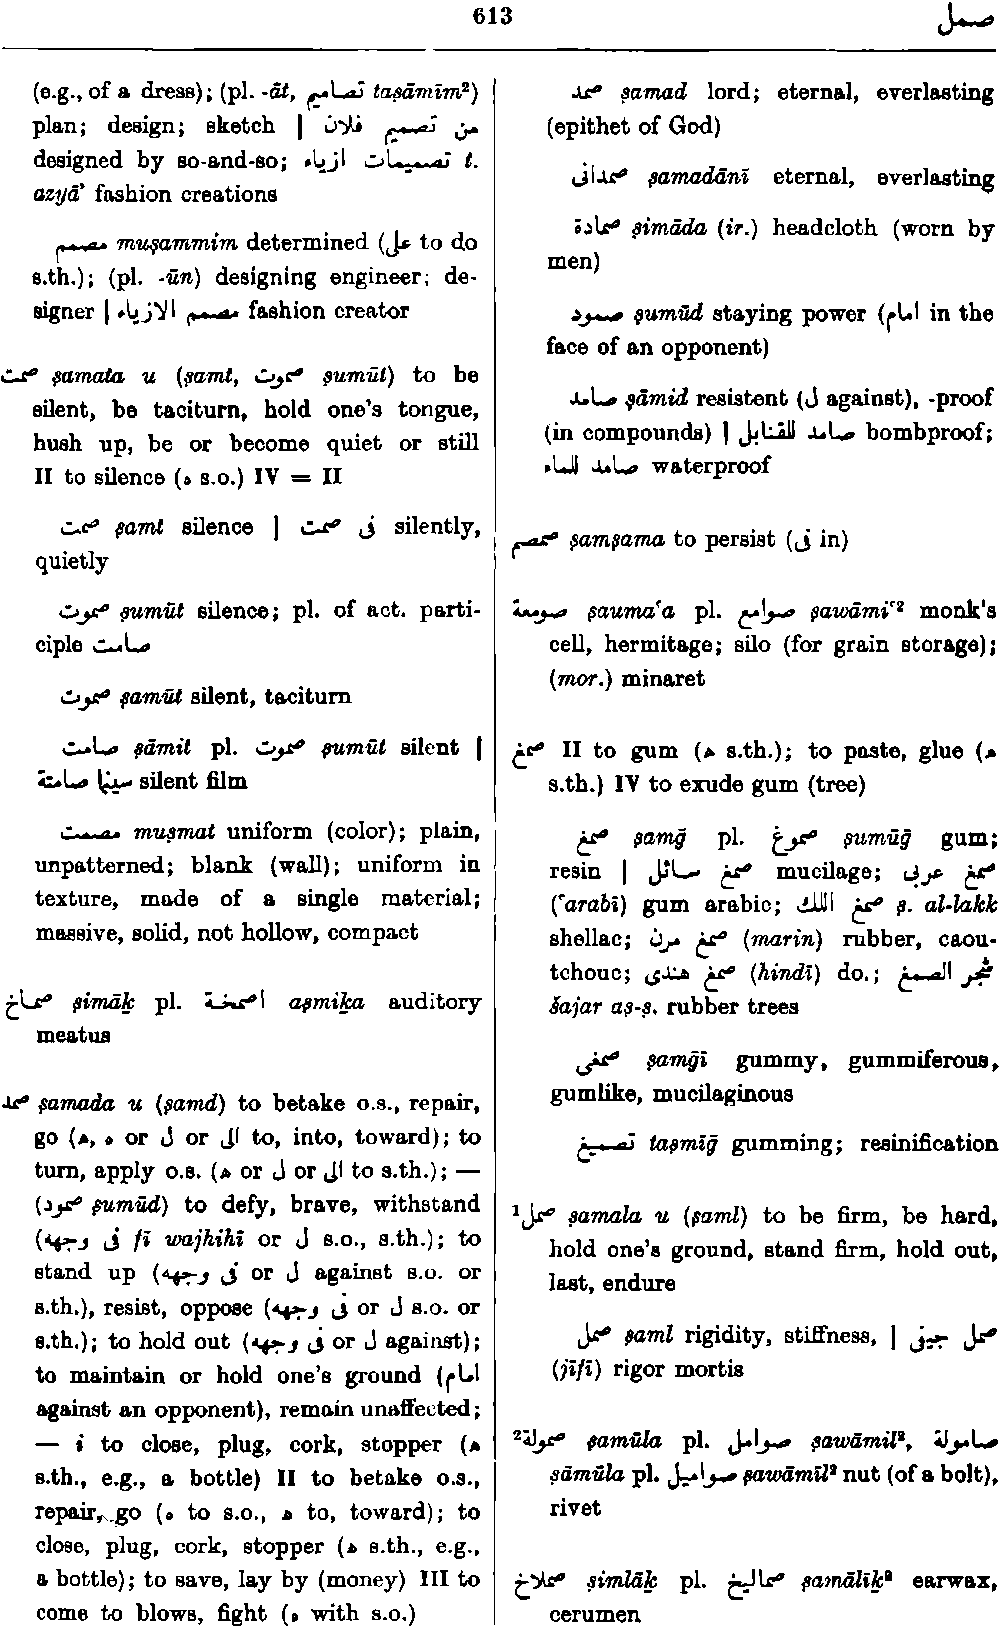 613
صمل
(e.g., of a dress); (pl. -āt, تصاميم taṣāmīm²)
plan; design; sketch | من تصميم فلان
designed by so-and-so; تصميمات ازياء t.
azyāʼ fashion creations
مصمم muṣammim determined (على to do
s.th.); (pl. -ūn) designing engineer; de-
signer | مصمم الازياء fashion creator
صمت ṣamata u (ṣamt, صموت ṣumūt) to be
silent, be taciturn, hold one's tongue,
hush up, be or become quiet or still
II to silence (ه s.o.) IV = II
صمت ṣamt silence | فى صمت silently,
quietly
صموت ṣumūt silence; pl. of act. parti-
ciple صامت
صموت ṣamūt silent, taciturn
صامت ṣāmit pl. صموت ṣumūt silent |
سينما صامتة silent film
مصمت muṣmat uniform (color); plain,
unpatterned; blank (wall); uniform in
texture, made of a single material;
massive, solid, not hollow, compact
صماخ ṣimāḵ pl. اصمخة aṣmiḵa auditory
meatus
صمد ṣamada u (ṣamd) to betake o.s., repair,
go (ه, ه or ل or الى to, into, toward); to
turn, apply o.s. (ه or ل or الى to s.th.); —
(صمود ṣumūd) to defy, brave, withstand
(فى وجهه fī wajhihī or ل s.o., s.th.); to
stand up (فى وجهه or ل against s.o. or
s.th.), resist, oppose (فى وجهه or ل s.o. or
s.th.); to hold out (فى وجهه or ل against);
to maintain or hold one's ground (امام
against an opponent), remain unaffected;
— i to close, plug, cork, stopper (ه
s.th., e.g., a bottle) II to betake o.s.,
repair, go (ه to s.o., ه to, toward); to
close, plug, cork, stopper (ه s.th., e.g.,
a bottle); to save, lay by (money) III to
come to blows, fight (ه with s.o.)
صمد ṣamad lord; eternal, everlasting
(epithet of God)
صمدانى ṣamadānī eternal, everlasting
صمادة ṣimāda (ir.) headcloth (worn by
men)
صمود ṣumūd staying power (امام in the
face of an opponent)
صامد ṣāmid resistent (ل against), -proof
(in compounds) | صامد للقنابل bombproof;
صامد للماء waterproof
صمصم ṣamṣama to persist (فى in)
صومعة ṣaumaʻa pl. صوامع ṣawāmiʻ² monk's
cell, hermitage; silo (for grain storage);
(mor.) minaret
صمغ II to gum (ه s.th.); to paste, glue (ه
s.th.) IV to exude gum (tree)
صمغ ṣamḡ pl. صموغ ṣumūḡ gum;
resin | صمغ سائل mucilage; صمغ عربى
(ʻarabī) gum arabic; صمغ اللك ṣ. al-lakk
shellac; صمغ مرن (marin) rubber, caou-
tchouc; صمغ هندى (hindī) do.; شجر الصمغ
šajar aṣ-ṣ. rubber trees
صمغى ṣamḡī gummy, gummiferous,
gumlike, mucilaginous
تصميغ taṣmīḡ gumming; resinification
¹صمل ṣamala u (ṣaml) to be firm, be hard,
hold one's ground, stand firm, hold out,
last, endure
صمل ṣaml rigidity, stiffness, | صمل جيفى
(jīfī) rigor mortis
²صمولة ṣamūla pl. صوامل ṣawāmil², صامولة
ṣāmūla pl. صواميل ṣawāmīl² nut (of a bolt),
rivet
صملاخ ṣimlāḵ pl. صماليخ ṣamālīḵ² earwax,
cerumen